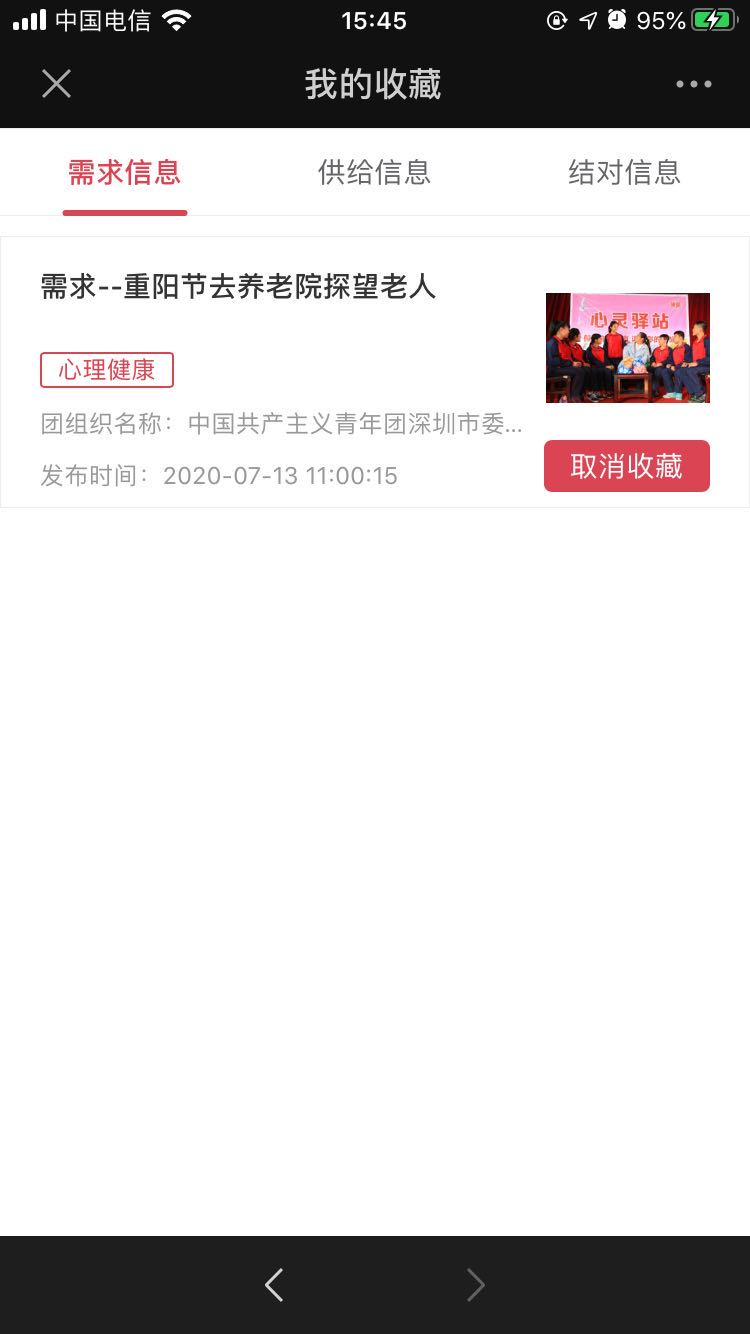 中国电信 15:45 95%
我的收藏
需求信息 供给信息 结对信息
需求--重阳节去养老院探望老人
心灵驿站
心理健康
团组织名称：中国共产主义青年团深圳市委...
发布时间：2020-07-13 11:00:15
取消收藏